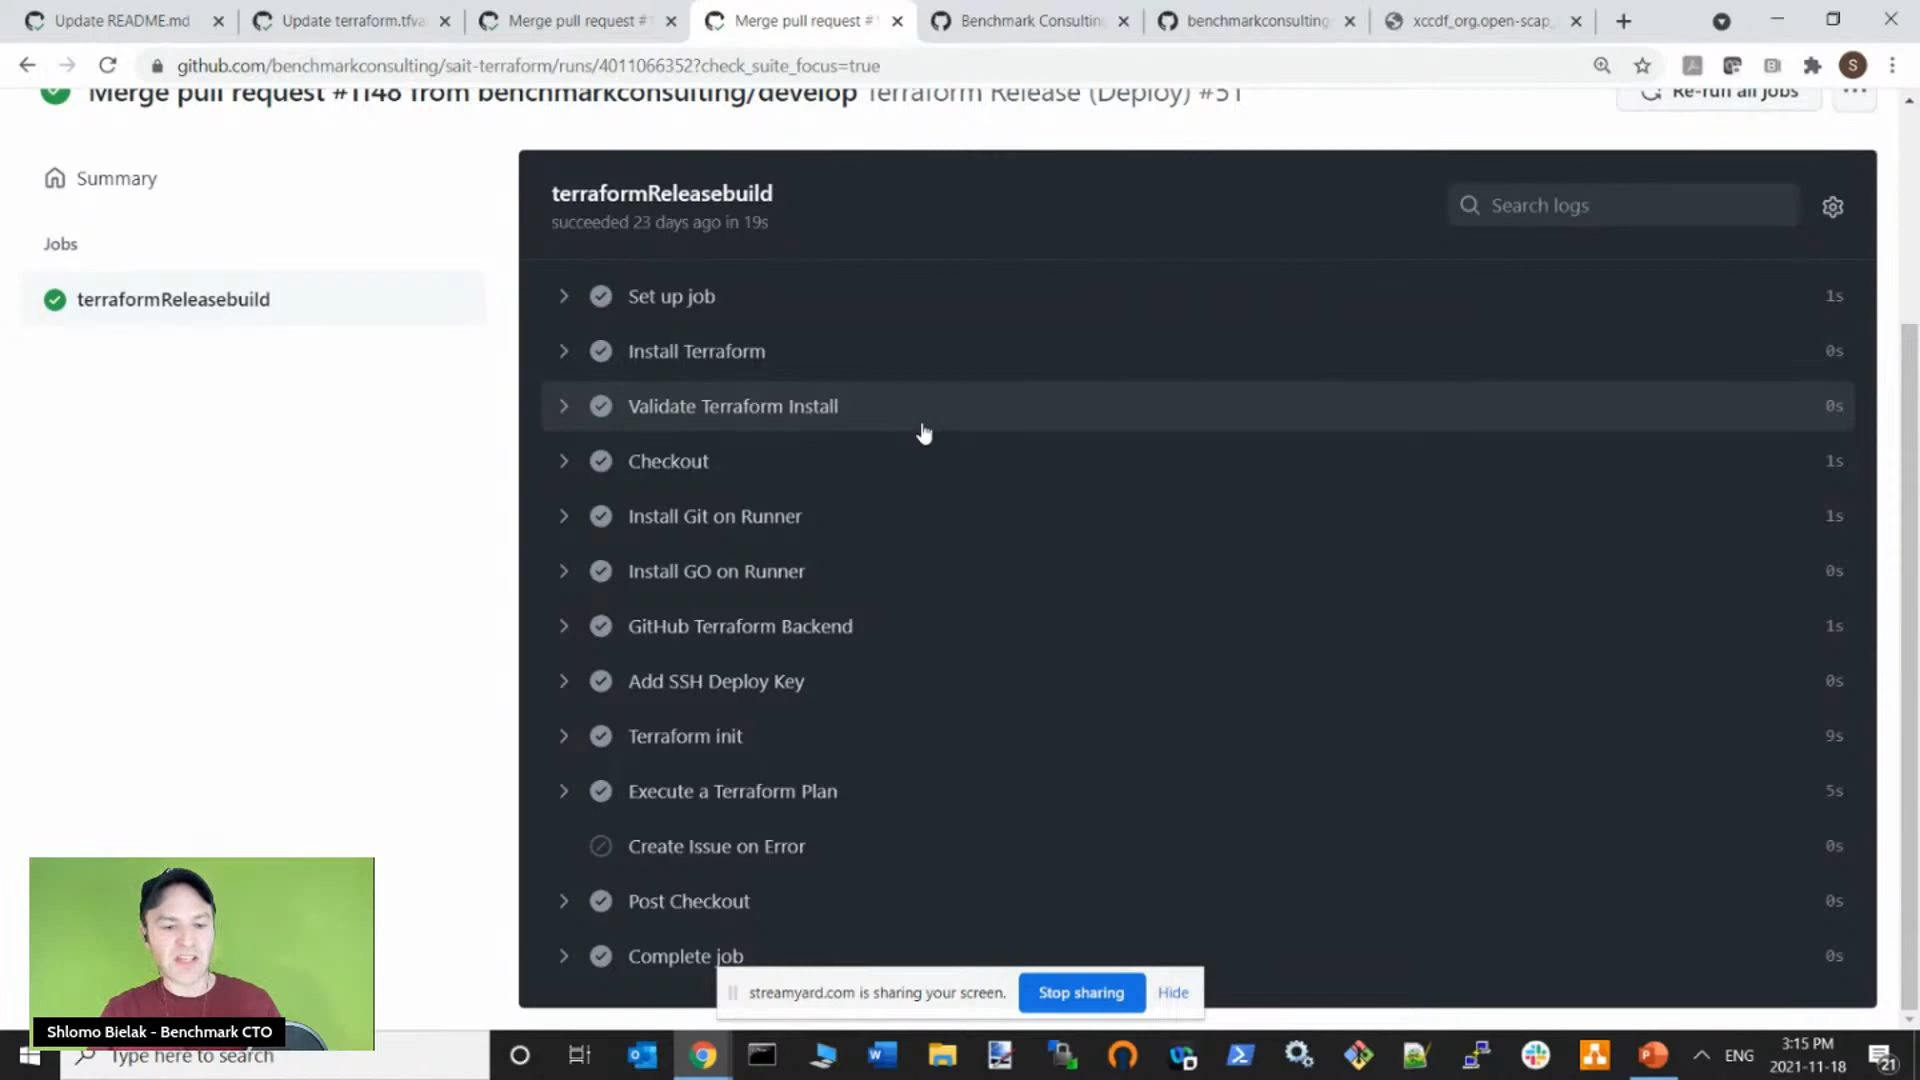 Update README.md
Update terraform.tfva
Merge pull request #
Merge pull request #
Benchmark Consulting
benchmarkconsulting
xccdf_org.open-scap_
github.com/benchmarkconsulting/sait-terraform/runs/4011066352?check_suite_focus=true
S
Merge pull request #1148 from benchmarkconsulting/develop Terraform Release (Deploy) #51
Re-run all jobs
Summary
Jobs
terraformReleasebuild
terraformReleasebuild
succeeded 23 days ago in 19s
Search logs
Set up job 1s
Install Terraform 0s
Validate Terraform Install 0s
Checkout 1s
Install Git on Runner 1s
Install GO on Runner 0s
GitHub Terraform Backend 1s
Add SSH Deploy Key 0s
Terraform init 9s
Execute a Terraform Plan 5s
Create Issue on Error 0s
Post Checkout 0s
Complete job 0s
streamyard.com is sharing your screen.
Stop sharing
Hide
Shlomo Bielak - Benchmark CTO
Type here to search
ENG
3:15 PM
2021-11-18
21